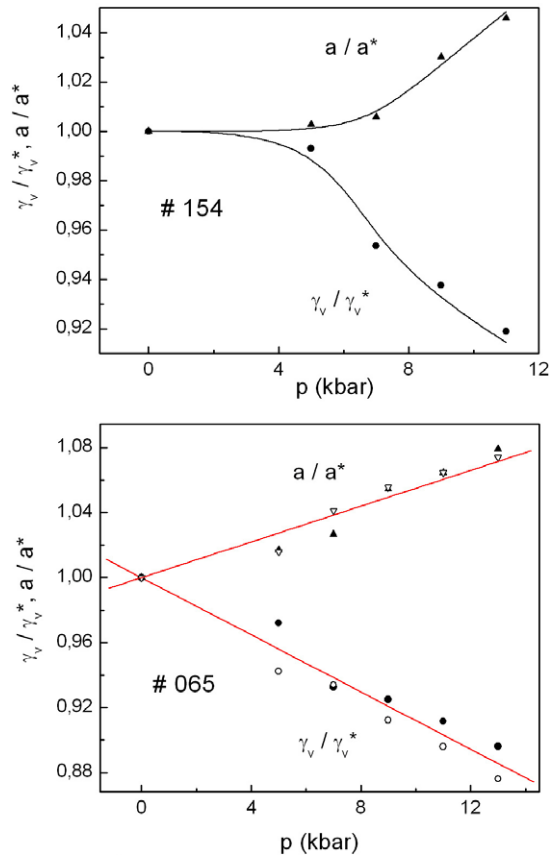 1,04
1,02
1,00
0,98
0,96
0,94
0,92
γv / γv*, a / a*
a / a*
# 154
γv / γv*
0 4 8 12
p (kbar)
1,08
1,04
1,00
0,96
0,92
0,88
γv / γv*, a / a*
a / a*
# 065
γv / γv*
0 4 8 12
p (kbar)